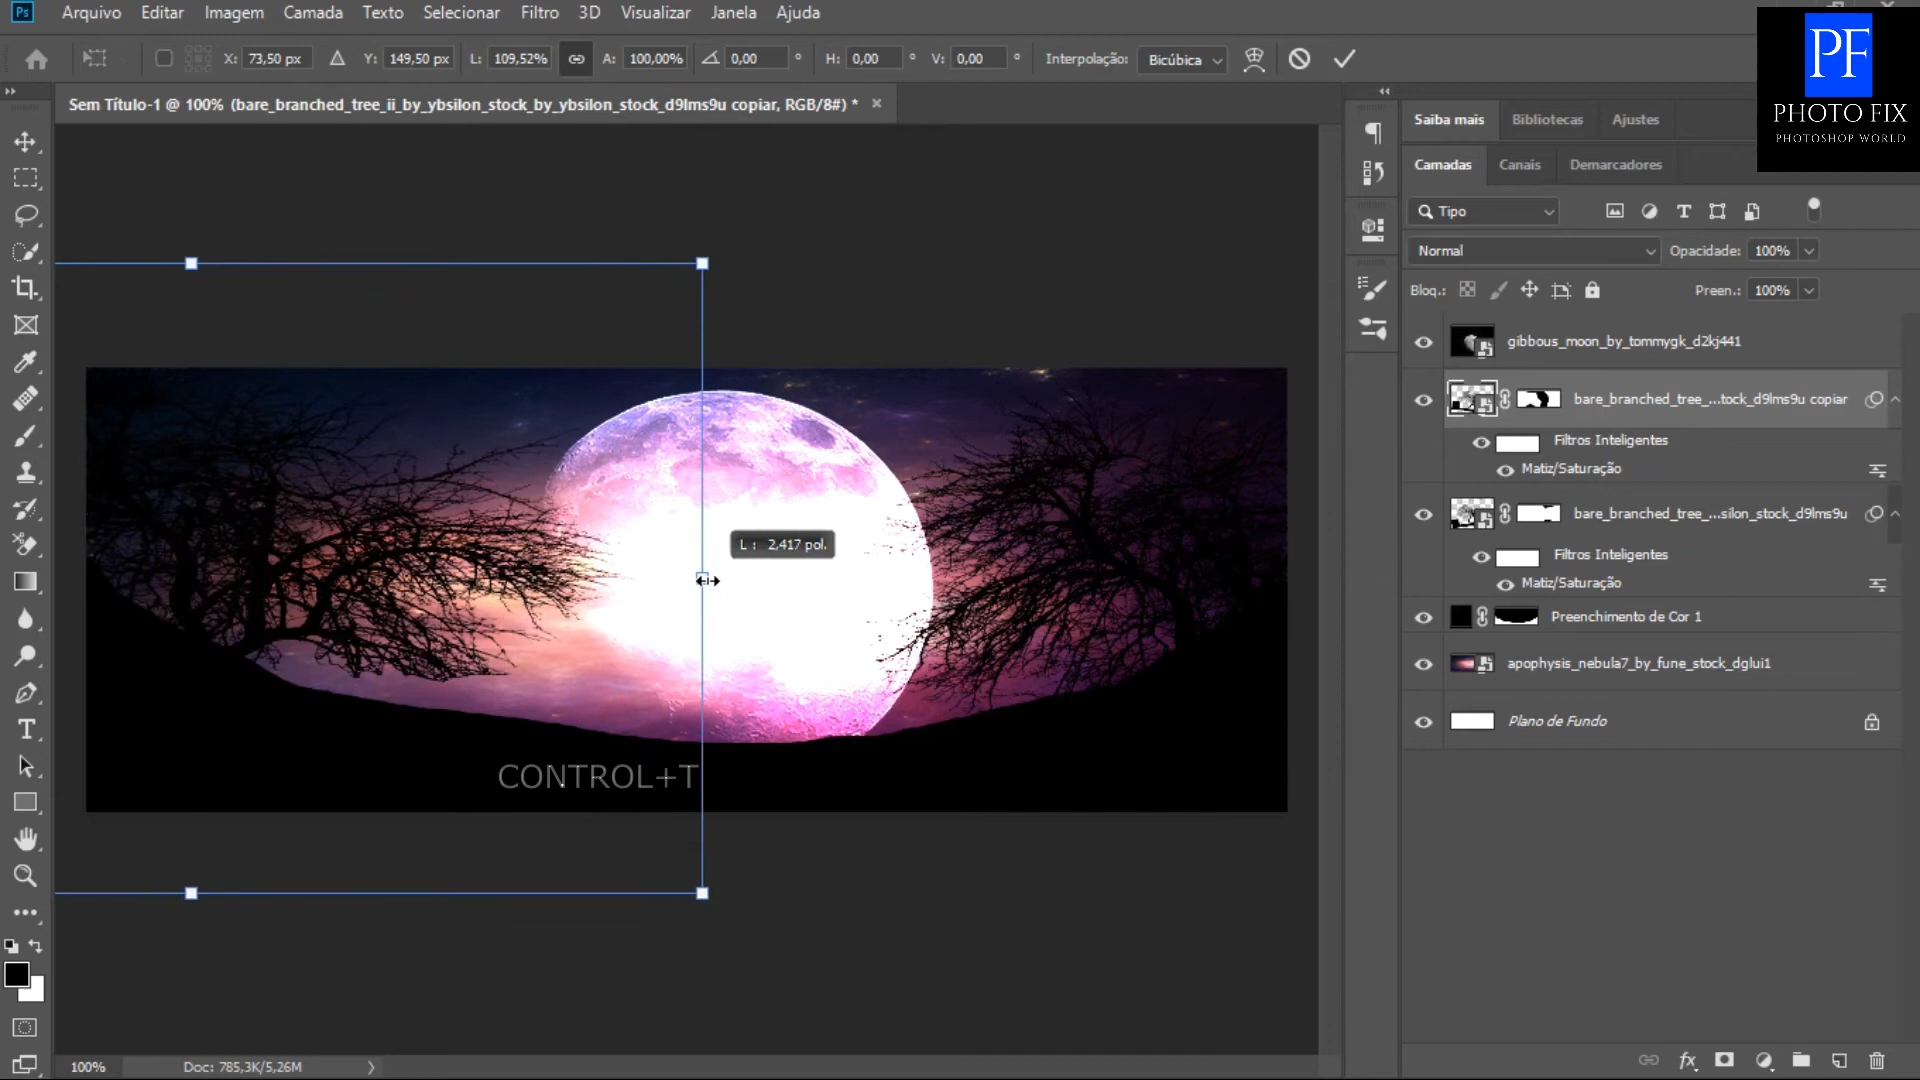 Ps Arquivo Editar Imagem Camada Texto Selecionar Filtro 3D Visualizar Janela Ajuda
X: 73,50 px Y: 149,50 px L: 109,52% A: 100,00% 0,00 ° H: 0,00 ° V: 0,00 ° Interpolação: Bicúbica
PF
PHOTO FIX
PHOTOSHOP WORLD
Sem Título-1 @ 100% (bare_branched_tree_ii_by_ybsilon_stock_by_ybsilon_stock_d9lms9u copiar, RGB/8#) *
Saiba mais Bibliotecas Ajustes
Camadas Canais Demarcadores
Tipo
Normal Opacidade: 100%
Bloq.: Preen.: 100%
gibbous_moon_by_tommygk_d2kj441
bare_branched_tree_...tock_d9lms9u copiar
Filtros Inteligentes
Matiz/Saturação
bare_branched_tree_...silon_stock_d9lms9u
Filtros Inteligentes
Matiz/Saturação
Preenchimento de Cor 1
apophysis_nebula7_by_fune_stock_dglui1
Plano de Fundo
L : 2,417 pol.
CONTROL+T
100% Doc: 785,3K/5,26M
fx